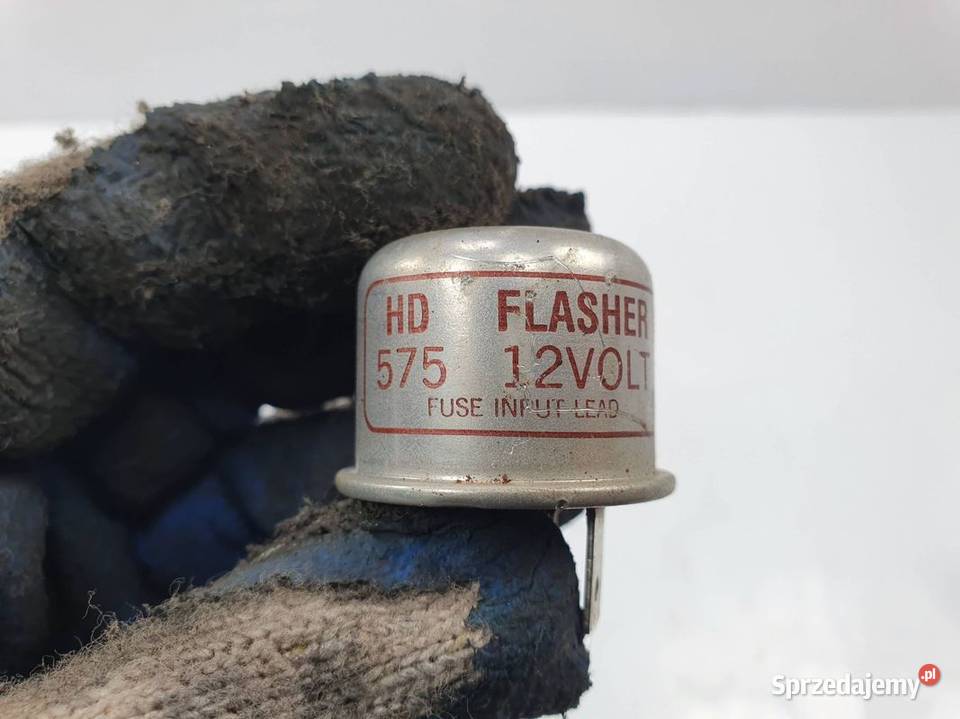 HD FLASHER
575 12VOLT
FUSE INPUT LEAD
Sprzedajemy.pl